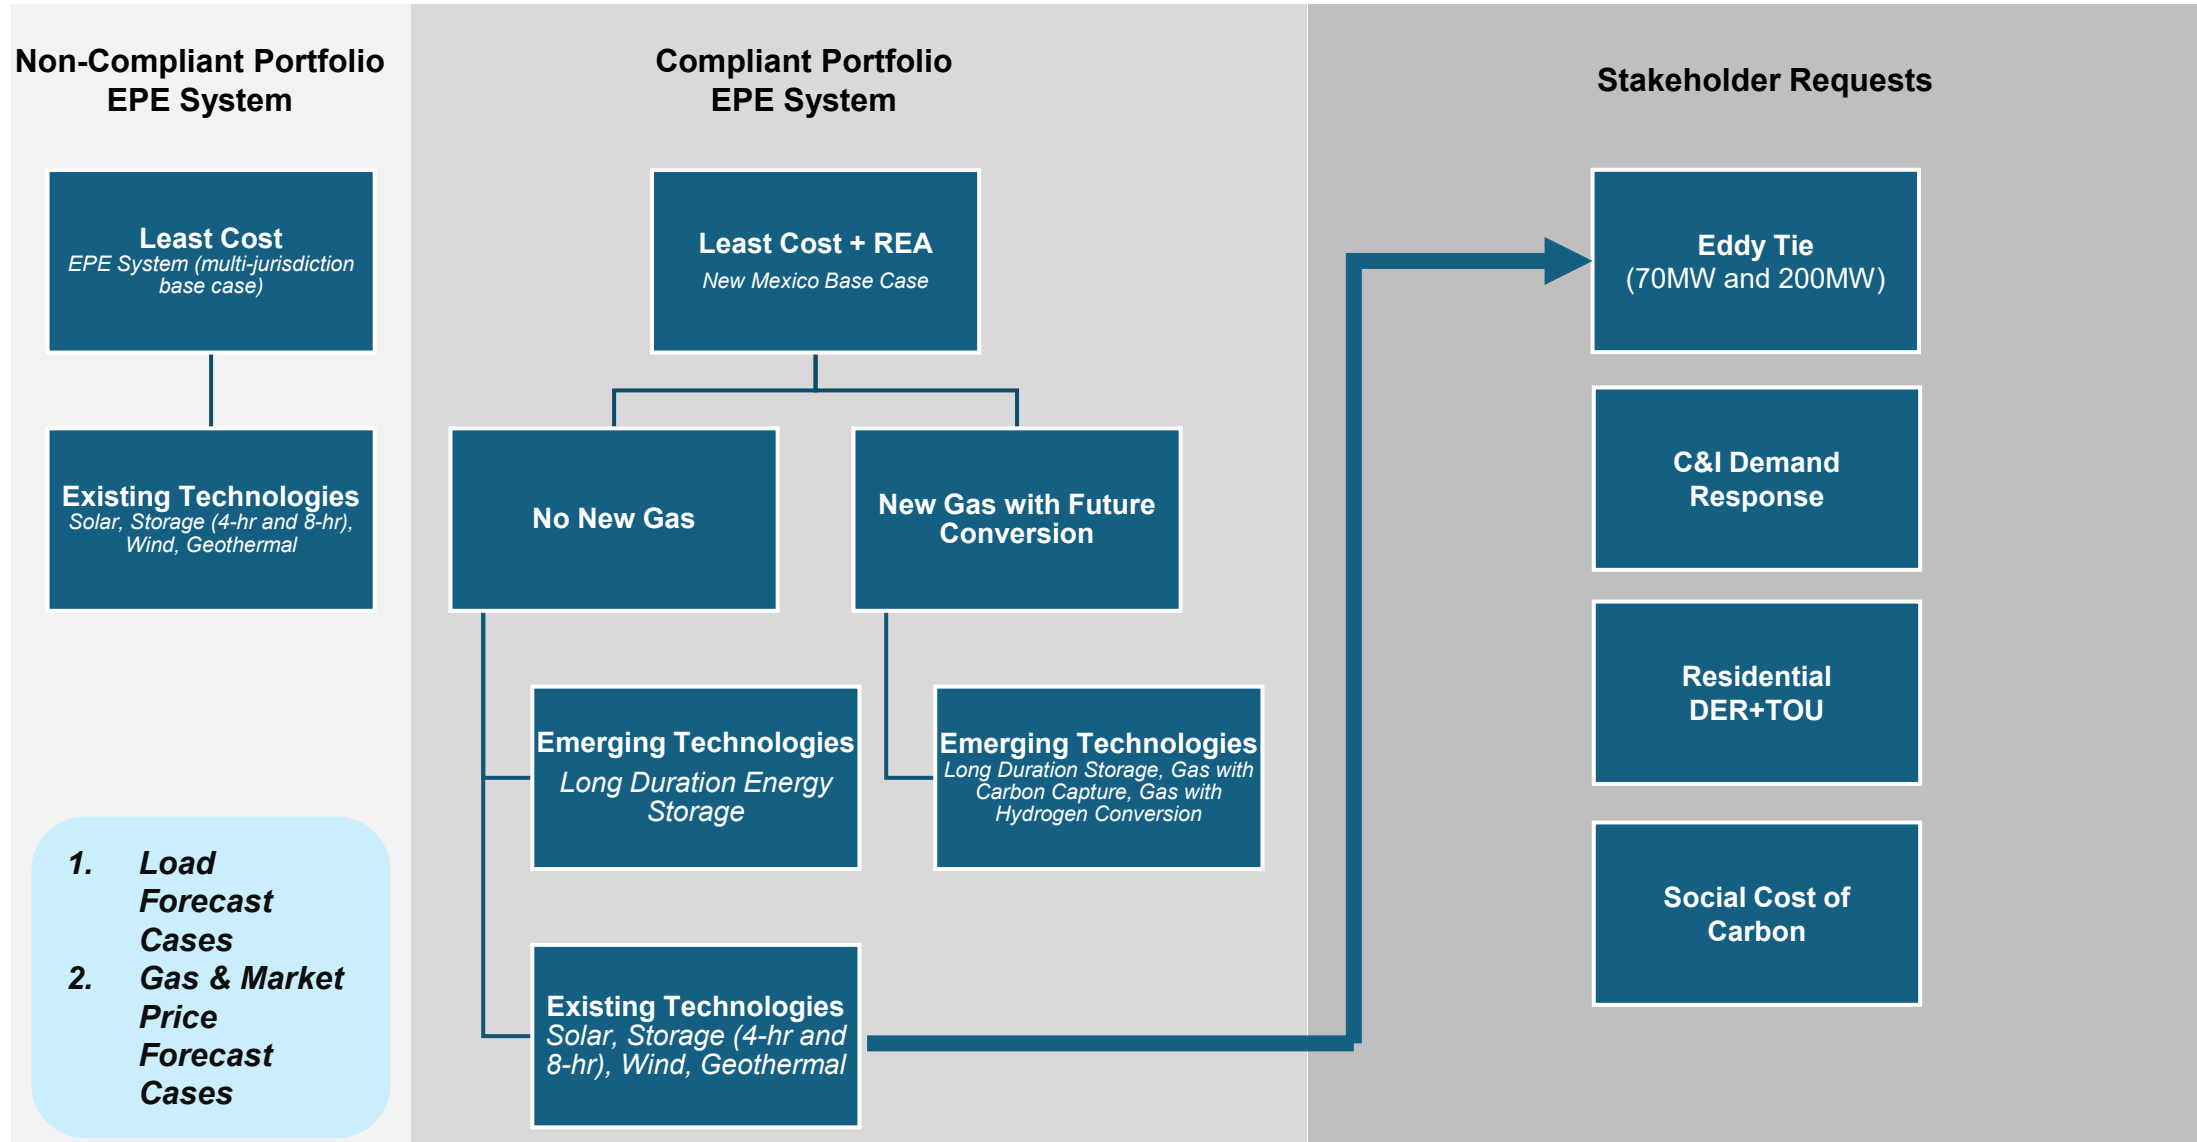 Non-Compliant Portfolio
EPE System
Least Cost
EPE System (multi-jurisdiction
base case)
Existing Technologies
Solar, Storage (4-hr and 8-hr),
Wind, Geothermal
1. Load
Forecast
Cases
2. Gas & Market
Price
Forecast
Cases
Compliant Portfolio
EPE System
Least Cost + REA
New Mexico Base Case
No New Gas
New Gas with Future
Conversion
Emerging Technologies
Long Duration Energy
Storage
Emerging Technologies
Long Duration Storage, Gas with
Carbon Capture, Gas with
Hydrogen Conversion
Existing Technologies
Solar, Storage (4-hr and
8-hr), Wind, Geothermal
Stakeholder Requests
Eddy Tie
(70MW and 200MW)
C&I Demand
Response
Residential
DER+TOU
Social Cost of
Carbon